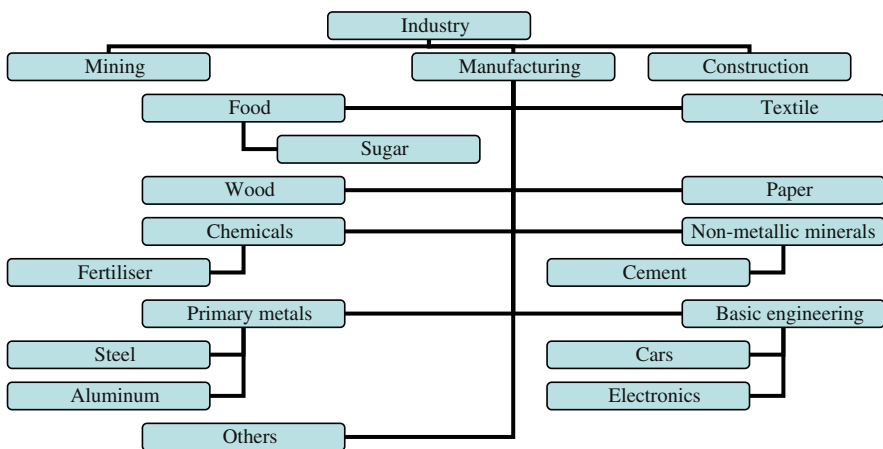 Industry
Mining
Manufacturing
Construction
Food
Textile
Sugar
Wood
Paper
Chemicals
Non-metallic minerals
Fertiliser
Cement
Primary metals
Basic engineering
Steel
Cars
Aluminum
Electronics
Others